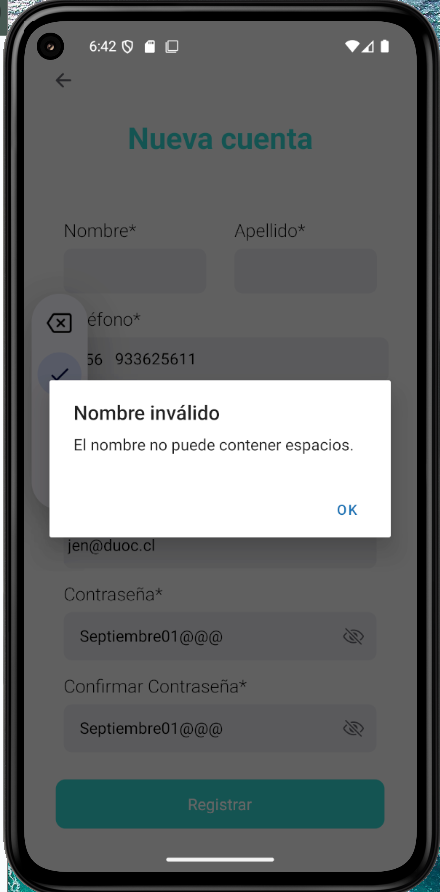 6:42
Nueva cuenta
Nombre* Apellido*
éfono*
56 933625611
Nombre inválido
El nombre no puede contener espacios.
OK
jen@duoc.cl
Contraseña*
Septiembre01@@@
Confirmar Contraseña*
Septiembre01@@@
Registrar